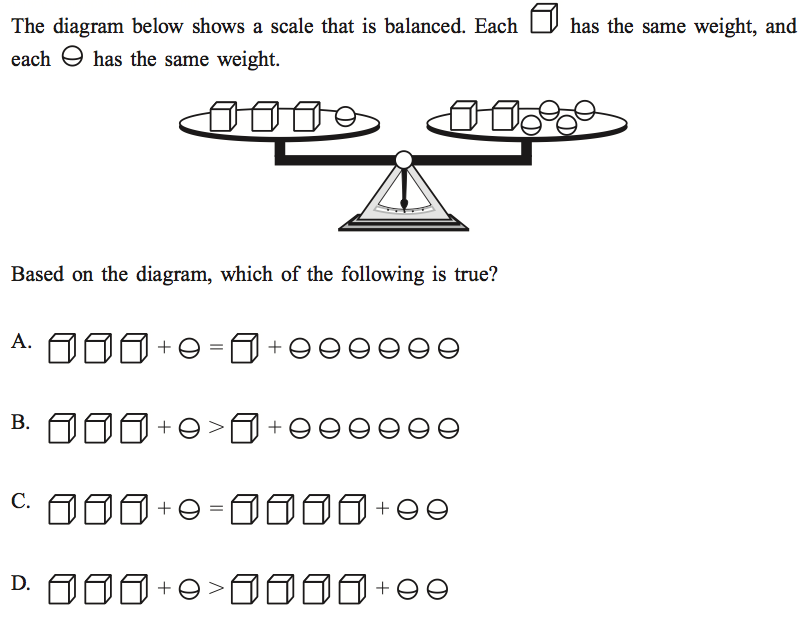 The diagram below shows a scale that is balanced. Each has the same weight, and
each has the same weight.
Based on the diagram, which of the following is true?
A. + = +
B. + > +
C. + = +
D. + > +